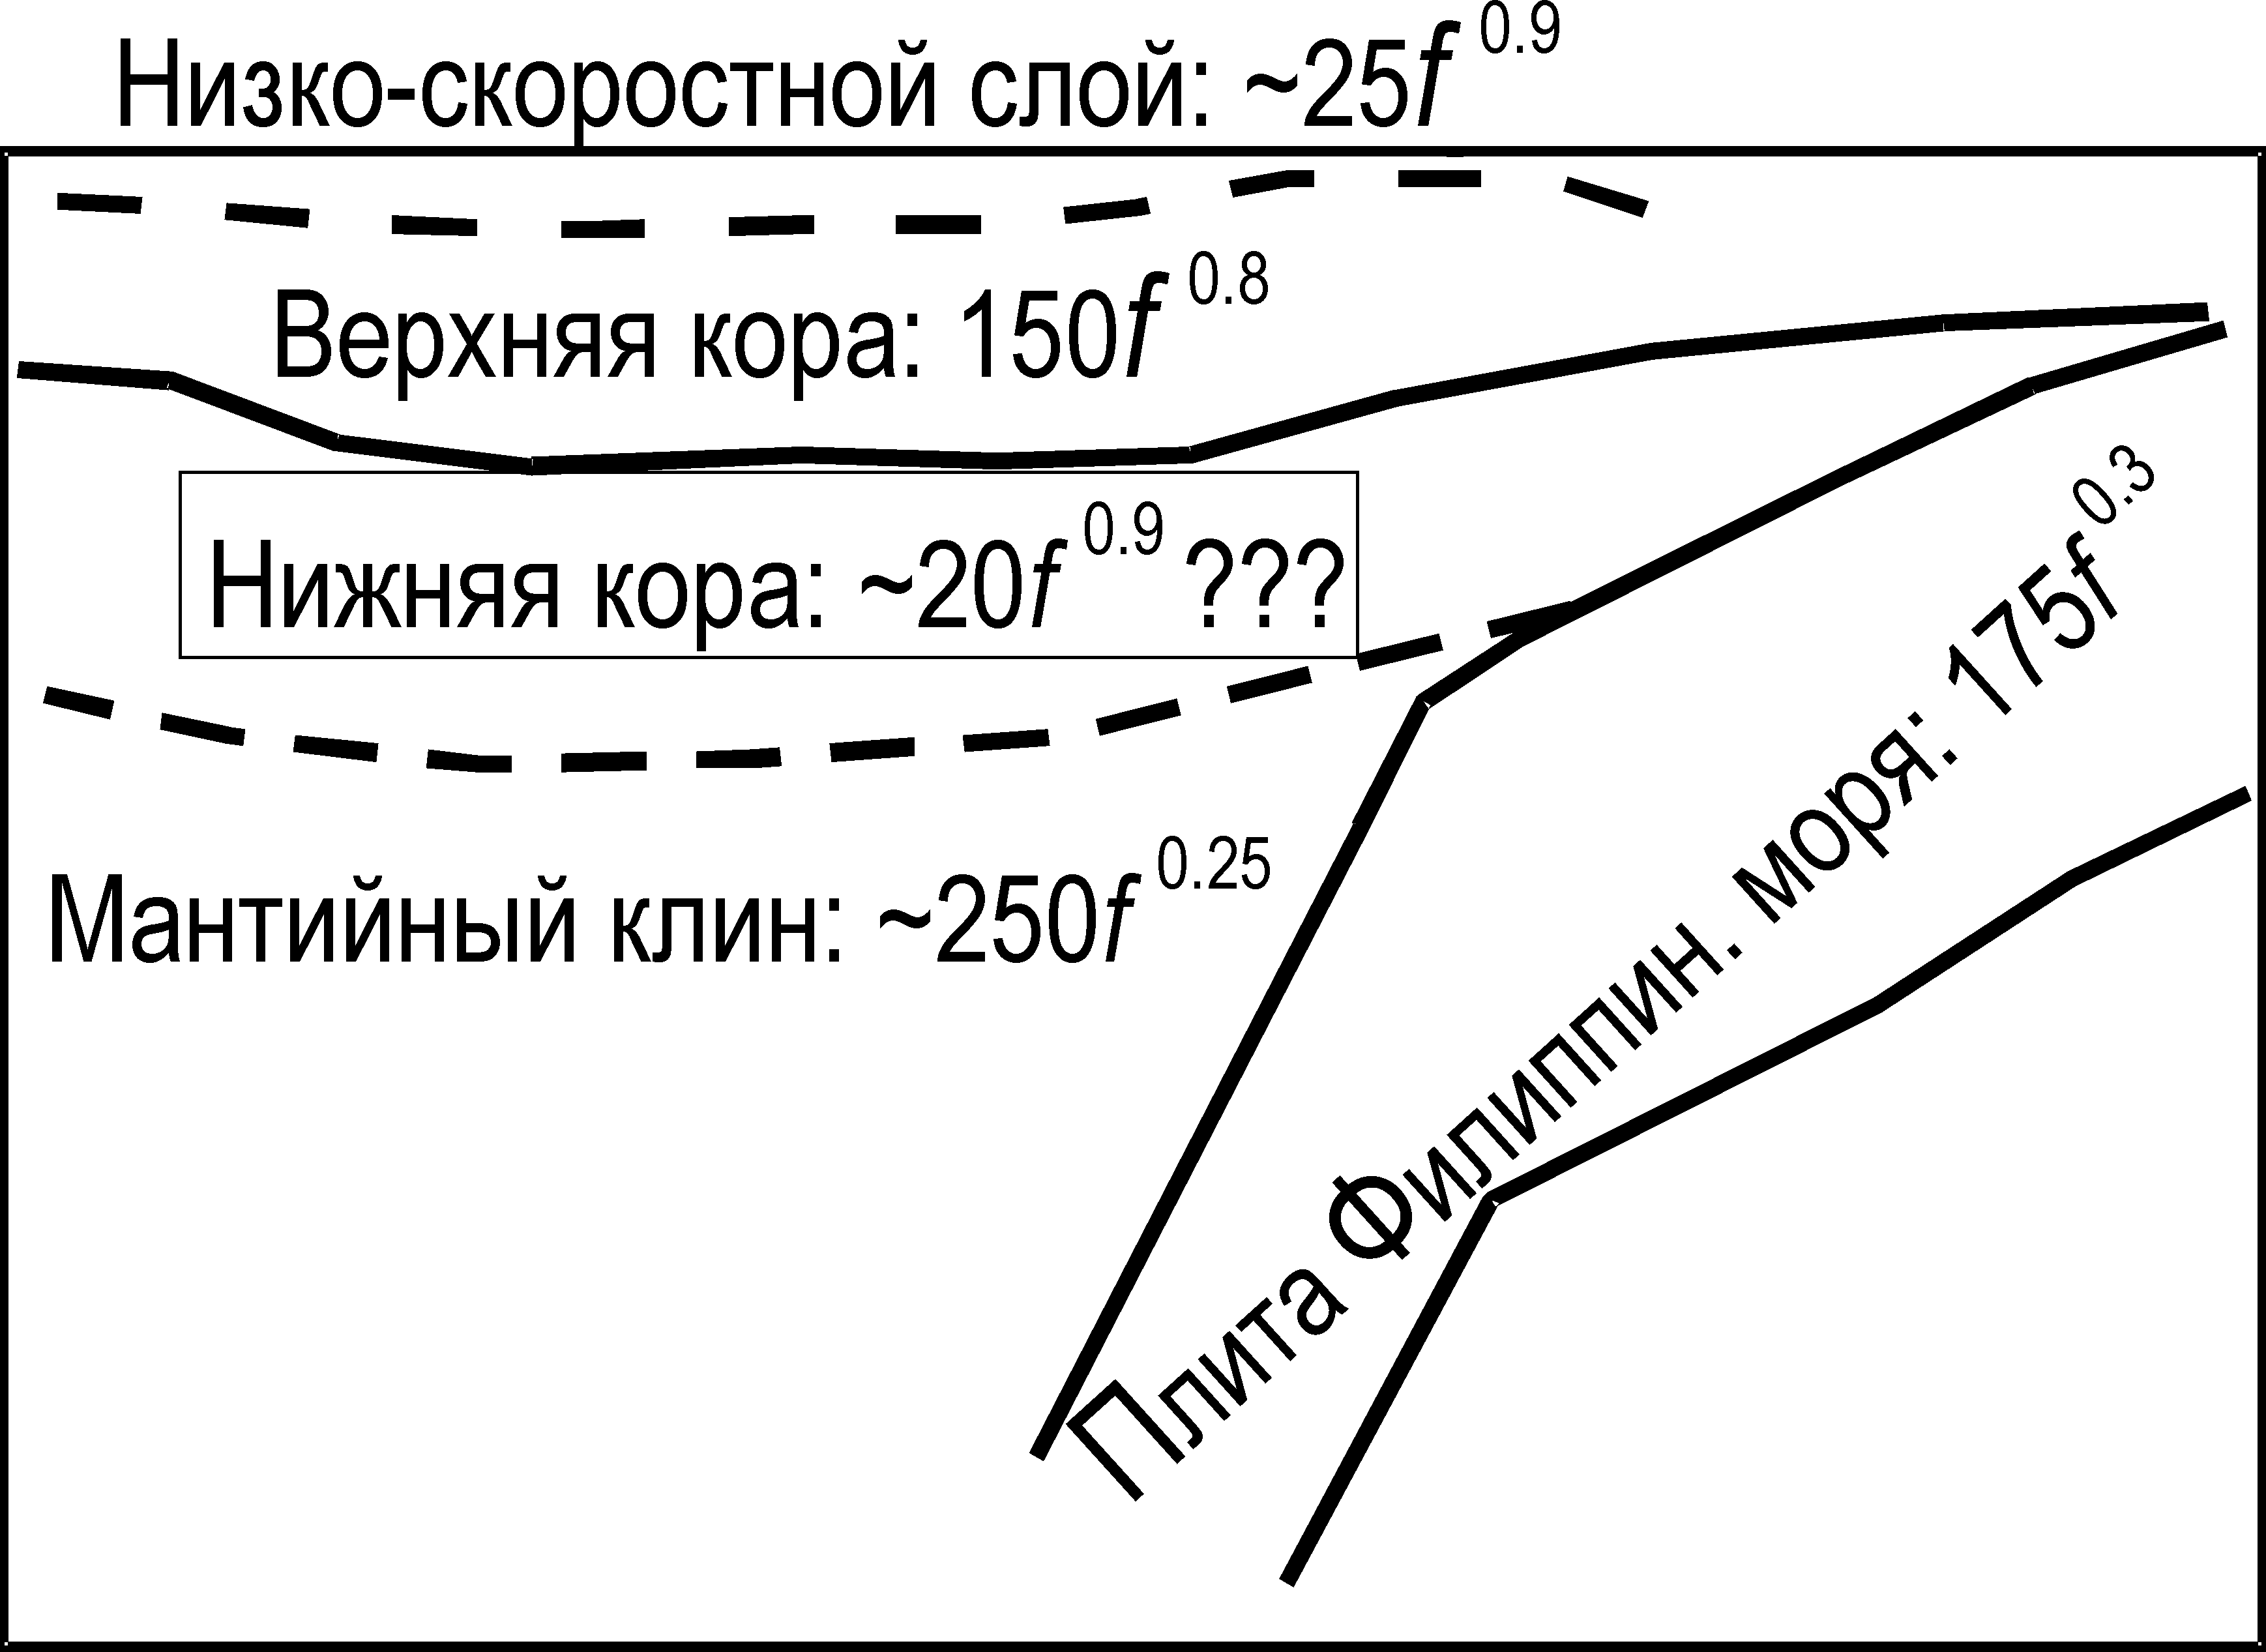 Низко-скоростной слой: ~25f 0.9
Верхняя кора: 150f 0.8
Нижняя кора: ~20f 0.9 ???
Мантийный клин: ~250f 0.25
Плита Филиппин. моря: 175f 0.3